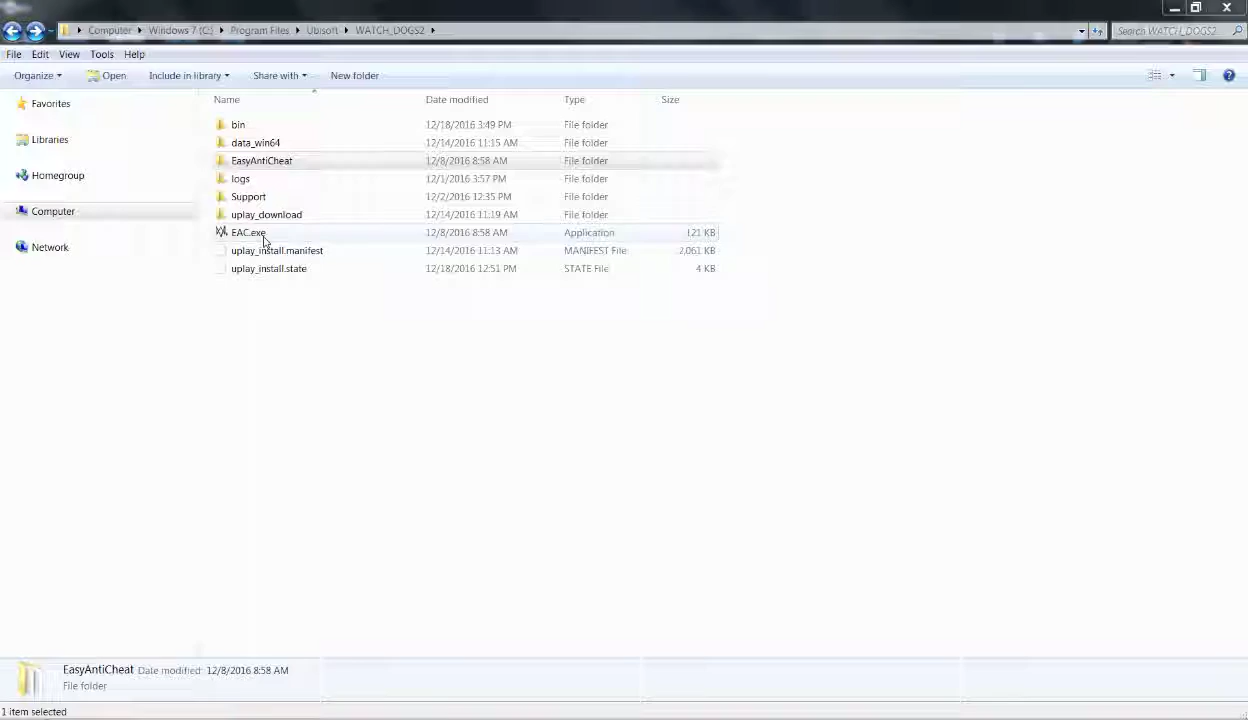 Computer Windows 7 (C:) Program Files Ubisoft WATCH_DOGS2 Search WATCH_DOGS2
File Edit View Tools Help
Organize Open Include in library Share with New folder
Favorites
Libraries
Homegroup
Computer
Network
Name Date modified Type Size
bin 12/18/2016 3:49 PM File folder
data_win64 12/14/2016 11:15 AM File folder
EasyAntiCheat 12/8/2016 8:58 AM File folder
logs 12/1/2016 3:57 PM File folder
Support 12/2/2016 12:35 PM File folder
uplay_download 12/14/2016 11:19 AM File folder
EAC.exe 12/8/2016 8:58 AM Application 121 KB
uplay_install.manifest 12/14/2016 11:13 AM MANIFEST File 2,061 KB
uplay_install.state 12/18/2016 12:51 PM STATE File 4 KB
EasyAntiCheat Date modified: 12/8/2016 8:58 AM
File folder
1 item selected